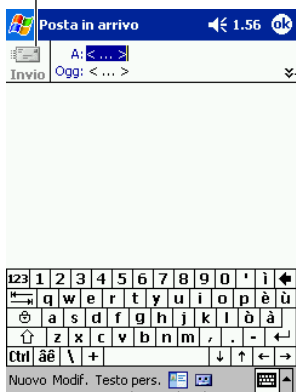 Posta in arrivo 1.56 ok
A: < ... >
Invio Ogg: < ... >
123 1 2 3 4 5 6 7 8 9 0 ' ì
q w e r t y u i o p è ù
a s d f g h j k l ò à
z x c v b n m , . -
Ctrl âê \ + ↓ ↑ ← →
Nuovo Modif. Testo pers.